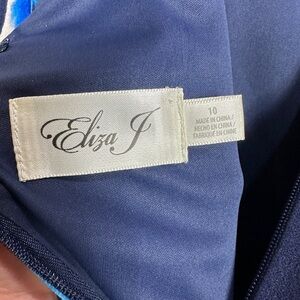 Eliza J
10
MADE IN CHINA /
HECHO EN CHINA /
FABRIQUÉ EN CHINE